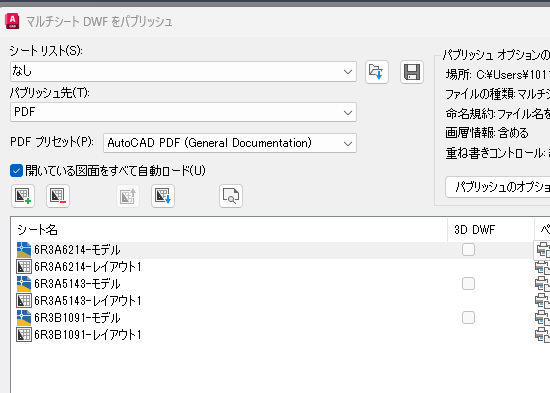 マルチシート DWF をパブリッシュ
シート リスト(S):
なし
パブリッシュ先(T):
PDF
PDF プリセット(P):
AutoCAD PDF (General Documentation)
開いている図面をすべて自動ロード(U)
パブリッシュ オプションの
場所: C:¥Users¥1011
ファイルの種類: マルチ
命名規約: ファイル名を
画層情報: 含める
重ね書きコントロール:
パブリッシュのオプショ
シート名
3D DWF
6R3A6214-モデル
6R3A6214-レイアウト1
6R3A5143-モデル
6R3A5143-レイアウト1
6R3B1091-モデル
6R3B1091-レイアウト1